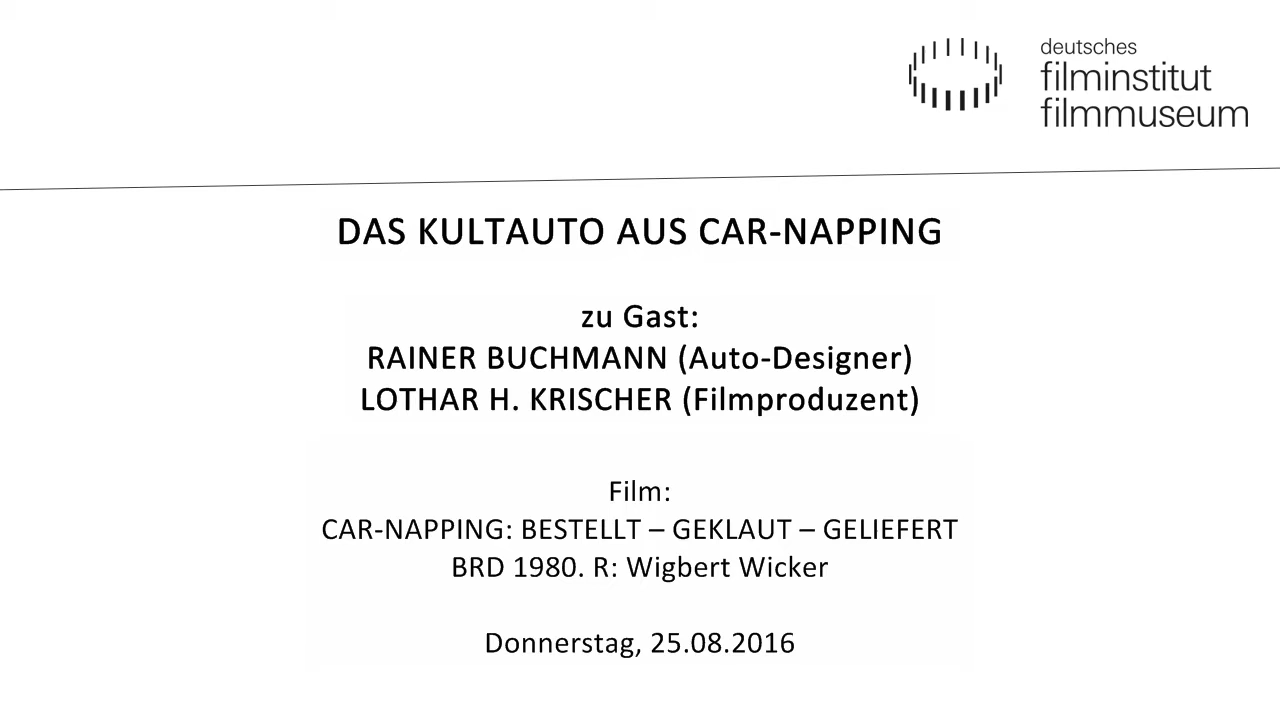 deutsches
filminstitut
filmmuseum
DAS KULTAUTO AUS CAR-NAPPING
zu Gast:
RAINER BUCHMANN (Auto-Designer)
LOTHAR H. KRISCHER (Filmproduzent)
Film:
CAR-NAPPING: BESTELLT – GEKLAUT – GELIEFERT
BRD 1980. R: Wigbert Wicker
Donnerstag, 25.08.2016